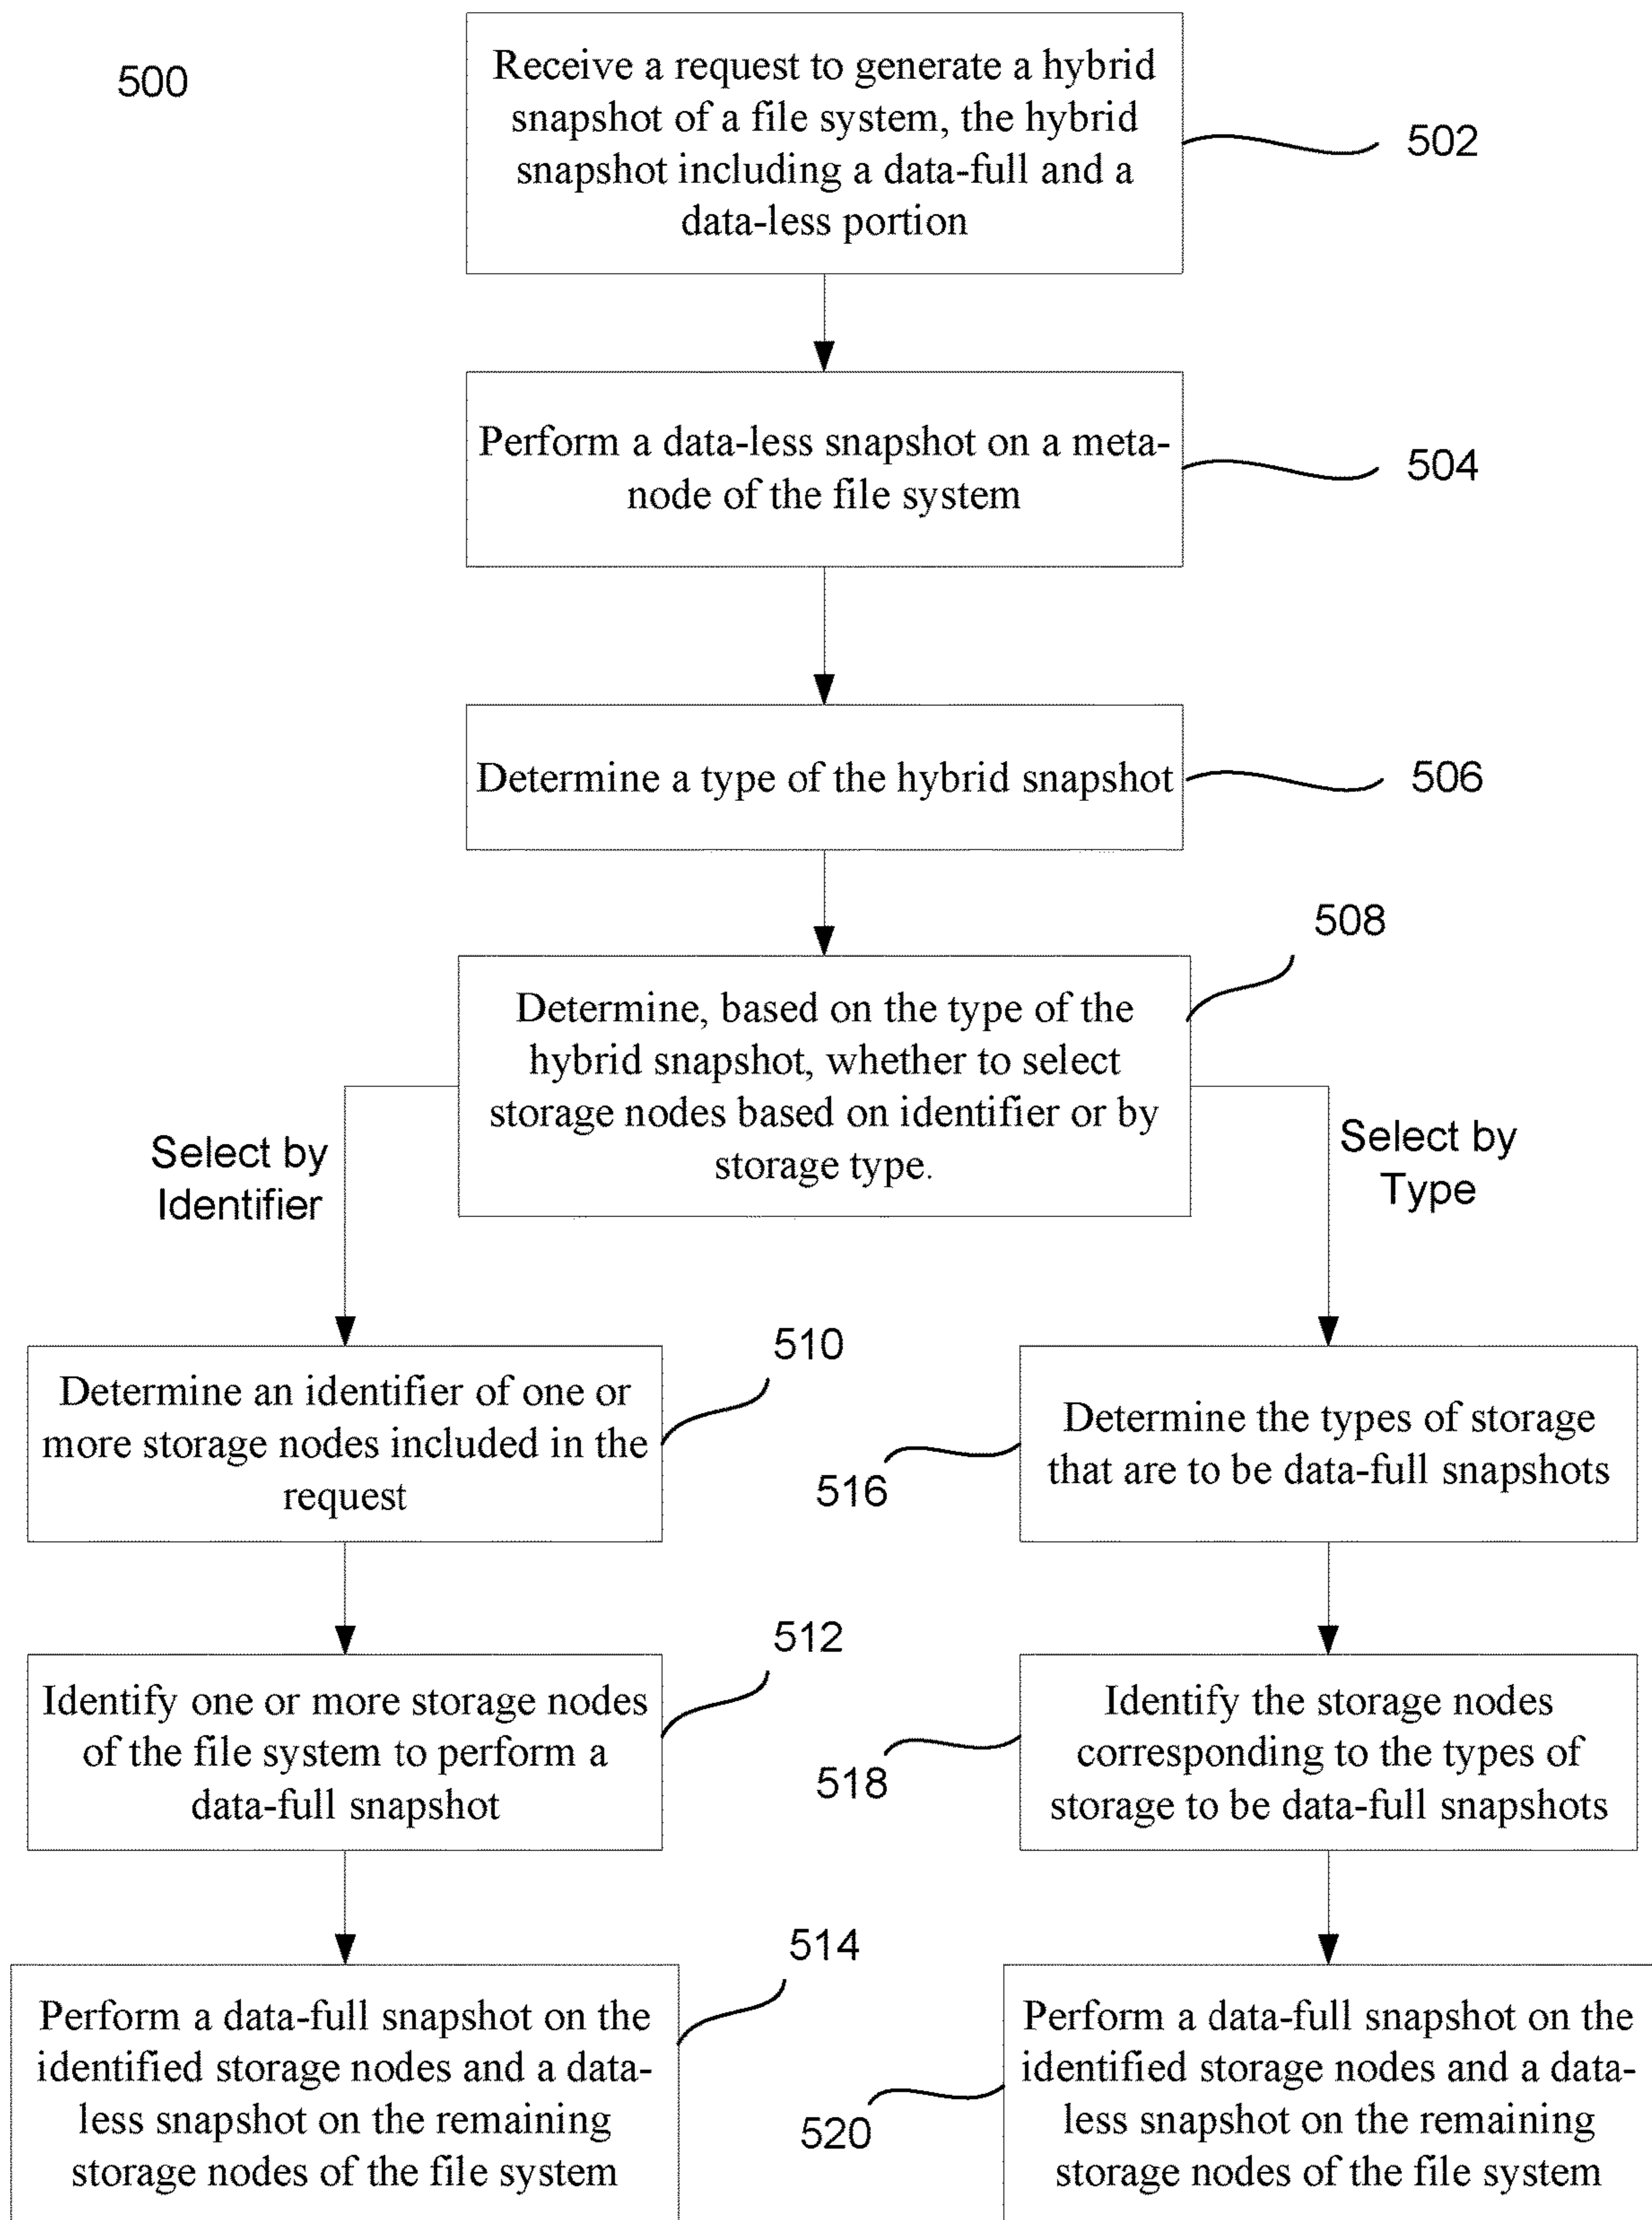 500
Receive a request to generate a hybrid
snapshot of a file system, the hybrid
snapshot including a data-full and a
data-less portion
502
Perform a data-less snapshot on a meta-
node of the file system
504
Determine a type of the hybrid snapshot
506
508
Determine, based on the type of the
hybrid snapshot, whether to select
storage nodes based on identifier or by
storage type.
Select by
Identifier
Select by
Type
510
Determine an identifier of one or
more storage nodes included in the
request
512
Identify one or more storage nodes
of the file system to perform a
data-full snapshot
514
Perform a data-full snapshot on the
identified storage nodes and a data-
less snapshot on the remaining
storage nodes of the file system
Determine the types of storage
that are to be data-full snapshots
516
Identify the storage nodes
corresponding to the types of
storage to be data-full snapshots
518
Perform a data-full snapshot on the
identified storage nodes and a data-
less snapshot on the remaining
storage nodes of the file system
520